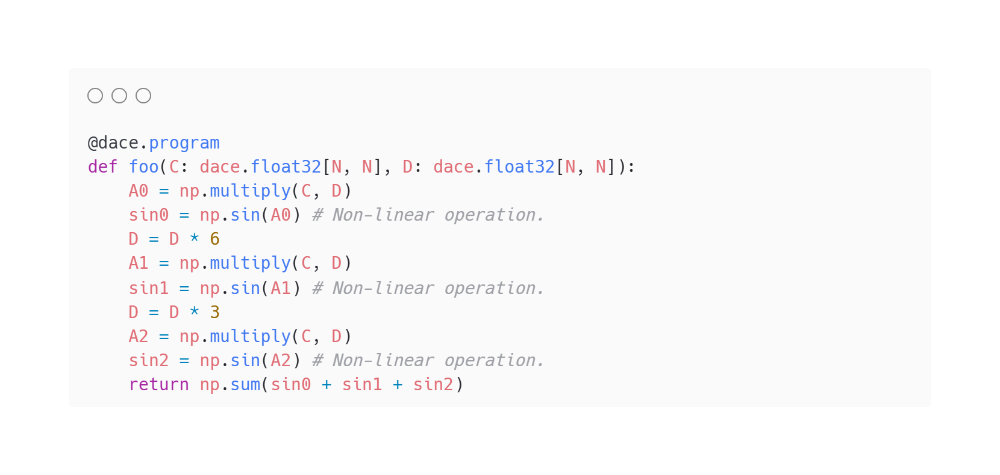 @dace.program
def foo(C: dace.float32[N, N], D: dace.float32[N, N]):
    A0 = np.multiply(C, D)
    sin0 = np.sin(A0) # Non-linear operation.
    D = D * 6
    A1 = np.multiply(C, D)
    sin1 = np.sin(A1) # Non-linear operation.
    D = D * 3
    A2 = np.multiply(C, D)
    sin2 = np.sin(A2) # Non-linear operation.
    return np.sum(sin0 + sin1 + sin2)